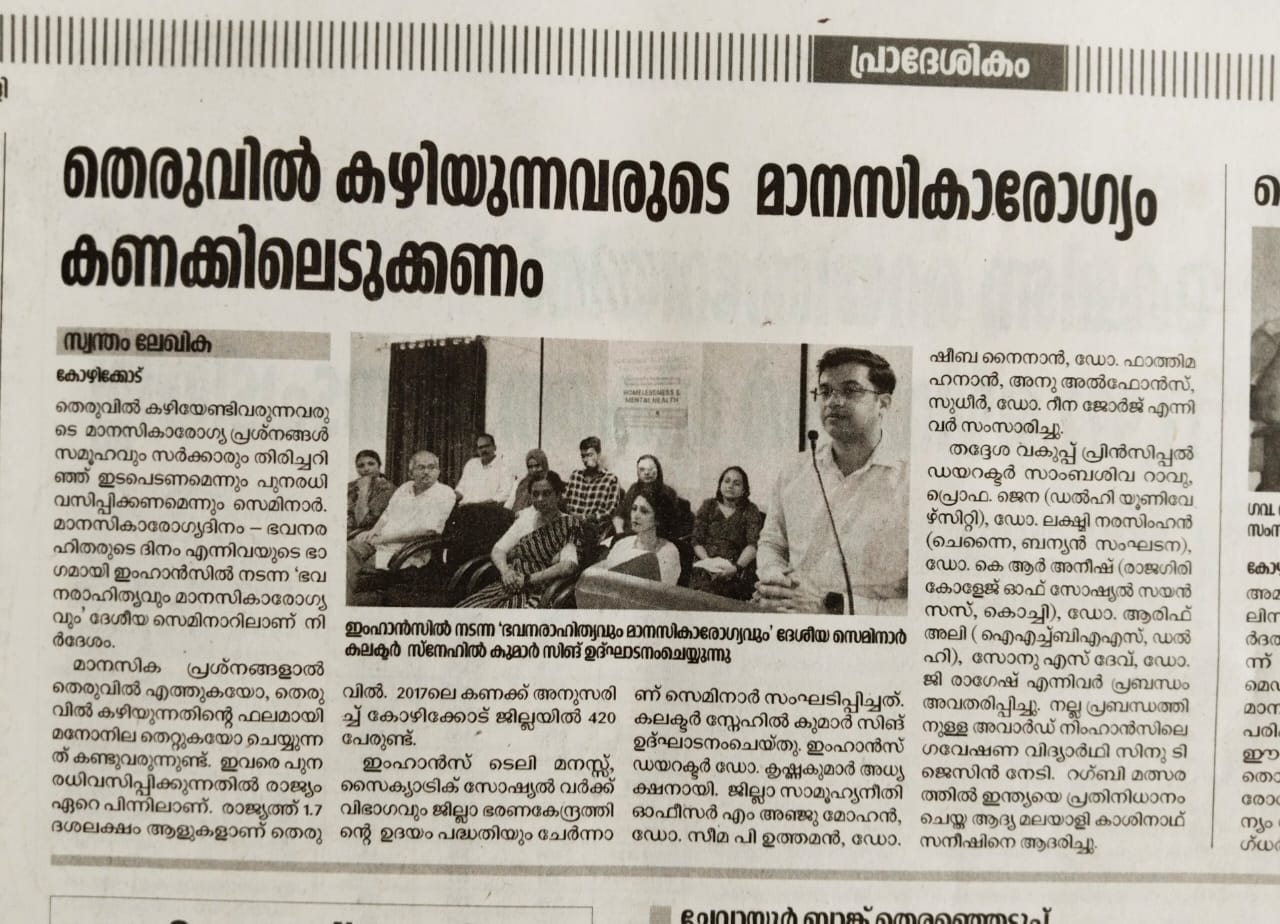 പ്രാദേശികം
തെരുവിൽ കഴിയുന്നവരുടെ മാനസികാരോഗ്യം
കണക്കിലെടുക്കണം
സ്വന്തം ലേഖിക
കോഴിക്കോട്
തെരുവിൽ കഴിയേണ്ടിവരുന്നവരു
ടെ മാനസികാരോഗ്യ പ്രശ്നങ്ങൾ
സമൂഹവും സർക്കാരും തിരിച്ചറി
ഞ്ഞ് ഇടപെടണമെന്നും പുനരധി
വസിപ്പിക്കണമെന്നും സെമിനാർ.
മാനസികാരോഗ്യദിനം – ഭവനര
ഹിതരുടെ ദിനം എന്നിവയുടെ ഭാ
ഗമായി ഇംഹാൻസിൽ നടന്ന ‘ഭവ
നരാഹിത്യവും മാനസികാരോഗ്യ
വും’ ദേശീയ സെമിനാറിലാണ് നി
ർദേശം.
മാനസിക പ്രശ്നങ്ങളാൽ
തെരുവിൽ എത്തുകയോ, തെരു
വിൽ കഴിയുന്നതിന്റെ ഫലമായി
മനോനില തെറ്റുകയോ ചെയ്യുന്ന
ത് കണ്ടുവരുന്നുണ്ട്. ഇവരെ പുന
രധിവസിപ്പിക്കുന്നതിൽ രാജ്യം
ഏറെ പിന്നിലാണ്. രാജ്യത്ത് 1.7
ദശലക്ഷം ആളുകളാണ് തെരു
HOMELESSNESS &
MENTAL HEALTH
ഇംഹാൻസിൽ നടന്ന ‘ഭവനരാഹിത്യവും മാനസികാരോഗ്യവും’ ദേശീയ സെമിനാർ
കലക്ടർ സ്നേഹിൽ കുമാർ സിങ് ഉദ്ഘാടനംചെയ്യുന്നു
വിൽ. 2017ലെ കണക്ക് അനുസരി
ച്ച് കോഴിക്കോട് ജില്ലയിൽ 420
പേരുണ്ട്.
ഇംഹാൻസ് ടെലി മനസ്സ്,
സൈക്യാട്രിക് സോഷ്യൽ വർക്ക്
വിഭാഗവും ജില്ലാ ഭരണകേന്ദ്രത്തി
ന്റെ ഉദയം പദ്ധതിയും ചേർന്നാ
ണ് സെമിനാർ സംഘടിപ്പിച്ചത്.
കലക്ടർ സ്നേഹിൽ കുമാർ സിങ്
ഉദ്ഘാടനംചെയ്തു. ഇംഹാൻസ്
ഡയറക്ടർ ഡോ. കൃഷ്ണകുമാർ അധ്യ
ക്ഷനായി. ജില്ലാ സാമൂഹ്യനീതി
ഓഫീസർ എം അഞ്ജു മോഹൻ,
ഡോ. സീമ പി ഉത്തമൻ, ഡോ.
ഷീബ നൈനാൻ, ഡോ. ഫാത്തിമ
ഹനാൻ, അനു അൽഫോൻസ്,
സുധീർ, ഡോ. റീന ജോർജ് എന്നി
വർ സംസാരിച്ചു.
തദ്ദേശ വകുപ്പ് പ്രിൻസിപ്പൽ
ഡയറക്ടർ സാംബശിവ റാവു,
പ്രൊഫ. ജെന (ഡൽഹി യൂണിവേ
ഴ്സിറ്റി), ഡോ. ലക്ഷ്മി നരസിംഹൻ
(ചെന്നൈ, ബന്യൻ സംഘടന),
ഡോ. കെ ആർ അനീഷ് (രാജഗിരി
കോളേജ് ഓഫ് സോഷ്യൽ സയൻ
സസ്, കൊച്ചി), ഡോ. ആരിഫ്
അലി ( ഐഎച്ച്ബിഎഎസ്, ഡൽ
ഹി), സോനു എസ് ദേവ്, ഡോ.
ജി രാഗേഷ് എന്നിവർ പ്രബന്ധം
അവതരിപ്പിച്ചു. നല്ല പ്രബന്ധത്തി
നുള്ള അവാർഡ് നിംഹാൻസിലെ
ഗവേഷണ വിദ്യാർഥി സിനു ടി
ജെസിൻ നേടി. റഗ്ബി മത്സര
ത്തിൽ ഇന്ത്യയെ പ്രതിനിധാനം
ചെയ്ത ആദ്യ മലയാളി കാശിനാഥ്
സനീഷിനെ ആദരിച്ചു.